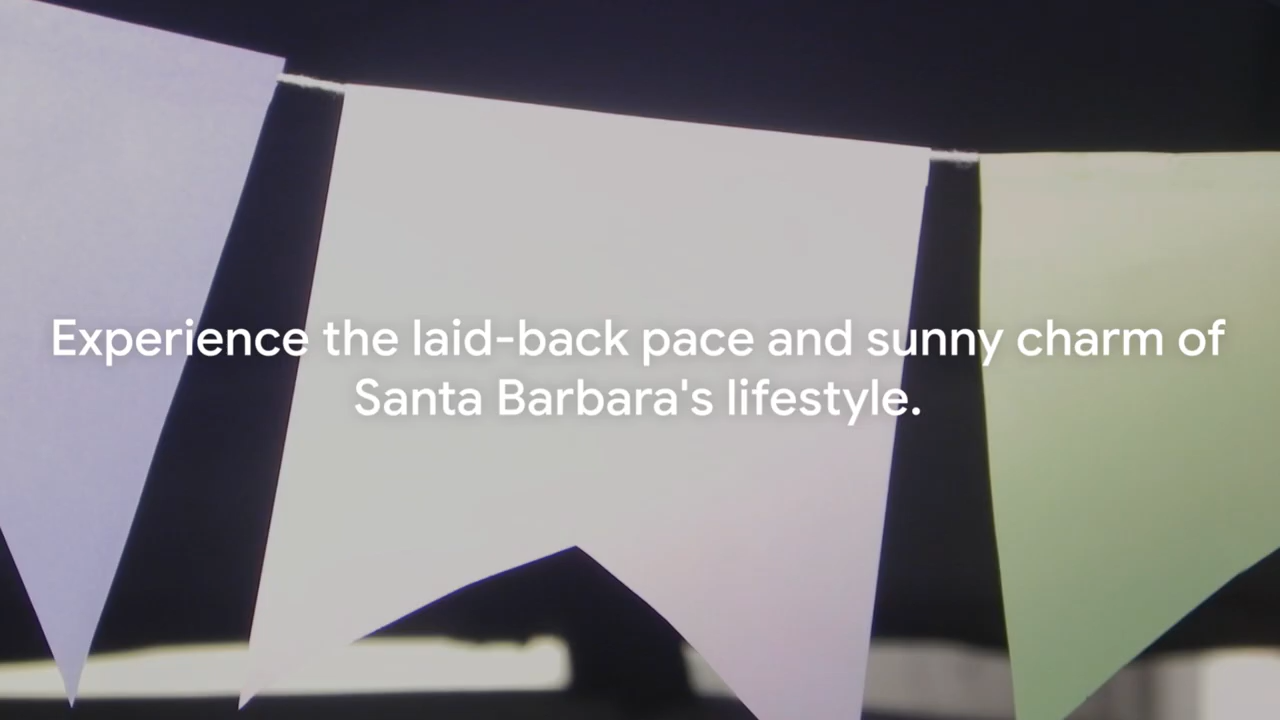 Experience the laid-back pace and sunny charm of
Santa Barbara's lifestyle.